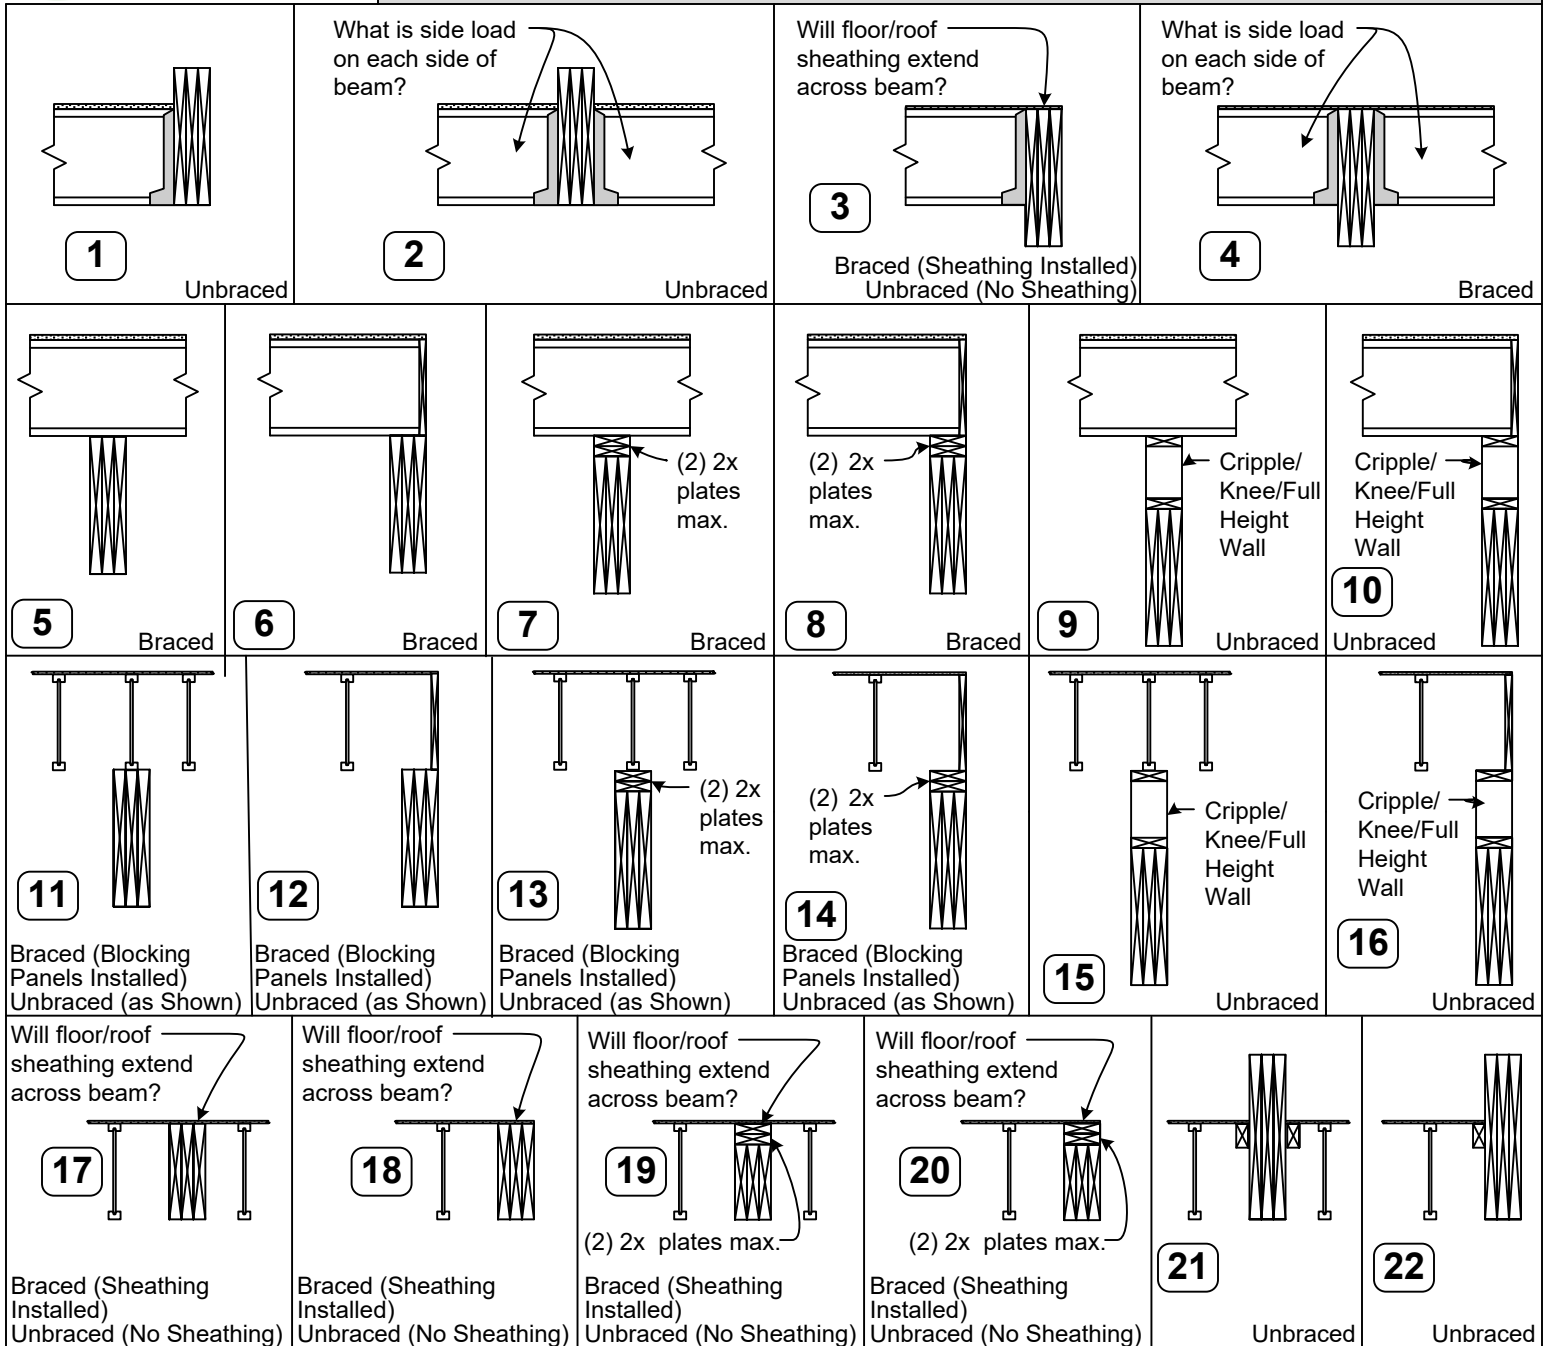 What is side load
on each side of
beam?
Will floor/roof
sheathing extend
across beam?
What is side load
on each side of
beam?
1
Unbraced
2
Unbraced
3
Braced (Sheathing Installed)
Unbraced (No Sheathing)
4
Braced
5
Braced
6
Braced
(2) 2x
plates
max.
7
Braced
(2) 2x
plates
max.
8
Braced
Cripple/
Knee/Full
Height
Wall
9
Unbraced
Cripple/
Knee/Full
Height
Wall
10
Unbraced
11
Braced (Blocking
Panels Installed)
Unbraced (as Shown)
12
Braced (Blocking
Panels Installed)
Unbraced (as Shown)
(2) 2x
plates
max.
13
Braced (Blocking
Panels Installed)
Unbraced (as Shown)
(2) 2x
plates
max.
14
Braced (Blocking
Panels Installed)
Unbraced (as Shown)
Cripple/
Knee/Full
Height
Wall
15
Unbraced
Cripple/
Knee/Full
Height
Wall
16
Unbraced
Will floor/roof
sheathing extend
across beam?
17
Braced (Sheathing
Installed)
Unbraced (No Sheathing)
Will floor/roof
sheathing extend
across beam?
18
Braced (Sheathing
Installed)
Unbraced (No Sheathing)
Will floor/roof
sheathing extend
across beam?
19
(2) 2x plates max.
Braced (Sheathing
Installed)
Unbraced (No Sheathing)
Will floor/roof
sheathing extend
across beam?
20
(2) 2x plates max.
Braced (Sheathing
Installed)
Unbraced (No Sheathing)
21
Unbraced
22
Unbraced